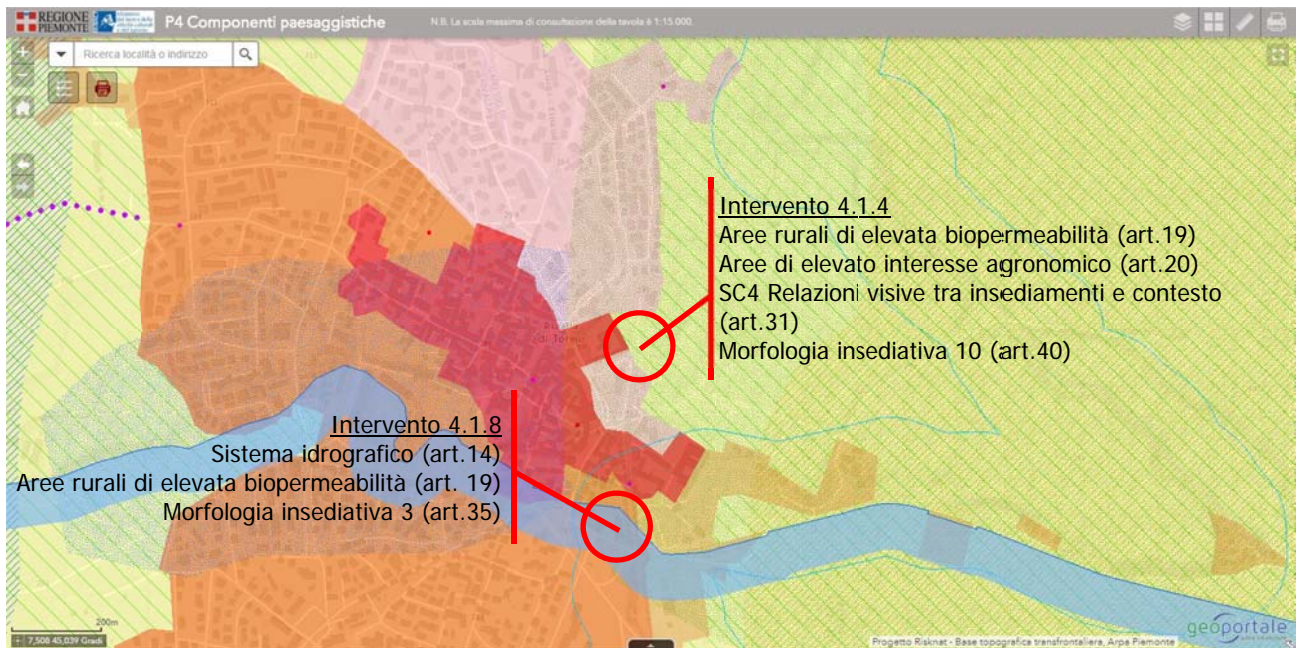 REGIONE
PIEMONTE
P4 Componenti paesaggistiche
N.B. La scala massima di consultazione della tavola è 1:15.000.
Ricerca località o indirizzo
Intervento 4.1.4
Aree rurali di elevata biopermeabilità (art.19)
Aree di elevato interesse agronomico (art.20)
SC4 Relazioni visive tra insediamenti e contesto
(art.31)
Morfologia insediativa 10 (art.40)
Intervento 4.1.8
Sistema idrografico (art.14)
Aree rurali di elevata biopermeabilità (art. 19)
Morfologia insediativa 3 (art.35)
200m
7,508 45,039 Gradi
Progetto Risknat - Base topografica transfrontaliera, Arpa Piemonte
geoportale